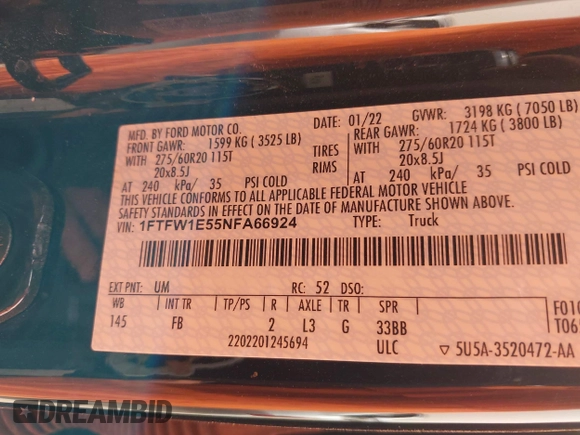 MFD. BY FORD MOTOR CO. DATE: 01/22 GVWR: 3198 KG ( 7050 LB)
FRONT GAWR: 1599 KG ( 3525 LB) REAR GAWR: 1724 KG ( 3800 LB)
WITH WITH
275/60R20 115T TIRES 275/60R20 115T
20x8.5J RIMS 20x8.5J
AT 240 kPa/ 35 PSI COLD AT 240 kPa/ 35 PSI COLD
THIS VEHICLE CONFORMS TO ALL APPLICABLE FEDERAL MOTOR VEHICLE
SAFETY STANDARDS IN EFFECT ON THE DATE OF MANUFACTURE SHOWN ABOVE.
VIN: 1FTFW1E55NFA66924 TYPE: Truck
EXT PNT: UM RC: 52 DSO:
WB INT TR TP/PS R AXLE TR SPR
145 FB 2 L3 G 33BB
2202201245694 ULC
F010
T06
▽ 5U5A-3520472-AA
DREAMBID